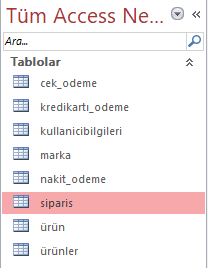 Tüm Access Ne...
Ara...
Tablolar
cek_odeme
kredikartı_odeme
kullanicibilgileri
marka
nakit_odeme
siparis
ürün
ürünler